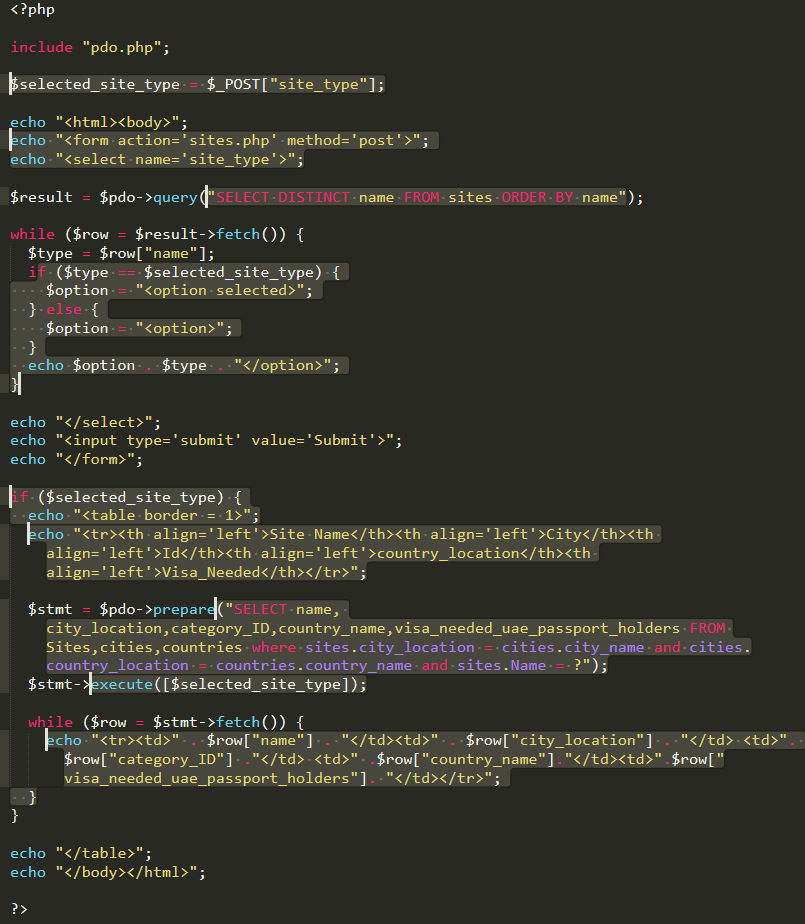 <?php
include "pdo.php";
$selected_site_type = $_POST["site_type"];
echo "<html><body>";
echo "<form action='sites.php' method='post'>";
echo "<select name='site_type'>";
$result = $pdo->query("SELECT DISTINCT name FROM sites ORDER BY name");
while ($row = $result->fetch()) {
  $type = $row["name"];
  if ($type == $selected_site_type) {
    $option = "<option selected>";
  } else {
    $option = "<option>";
  }
  echo $option . $type . "</option>";
}
echo "</select>";
echo "<input type='submit' value='Submit'>";
echo "</form>";
if ($selected_site_type) {
  echo "<table border = 1>";
  echo "<tr><th align='left'>Site Name</th><th align='left'>City</th><th
    align='left'>Id</th><th align='left'>country_location</th><th
    align='left'>Visa_Needed</th></tr>";
  $stmt = $pdo->prepare("SELECT name,
    city_location,category_ID,country_name,visa_needed_uae_passport_holders FROM
    Sites,cities,countries where sites.city_location = cities.city_name and cities.
    country_location = countries.country_name and sites.Name = ?");
  $stmt->execute([$selected_site_type]);
  while ($row = $stmt->fetch()) {
    echo "<tr><td>" . $row["name"] . "</td><td>" . $row["city_location"] . "</td> <td>" .
      $row["category_ID"] ."</td> <td>" .$row["country_name"]."</td><td>".$row["
      visa_needed_uae_passport_holders"]. "</td></tr>";
  }
}
echo "</table>";
echo "</body></html>";
?>